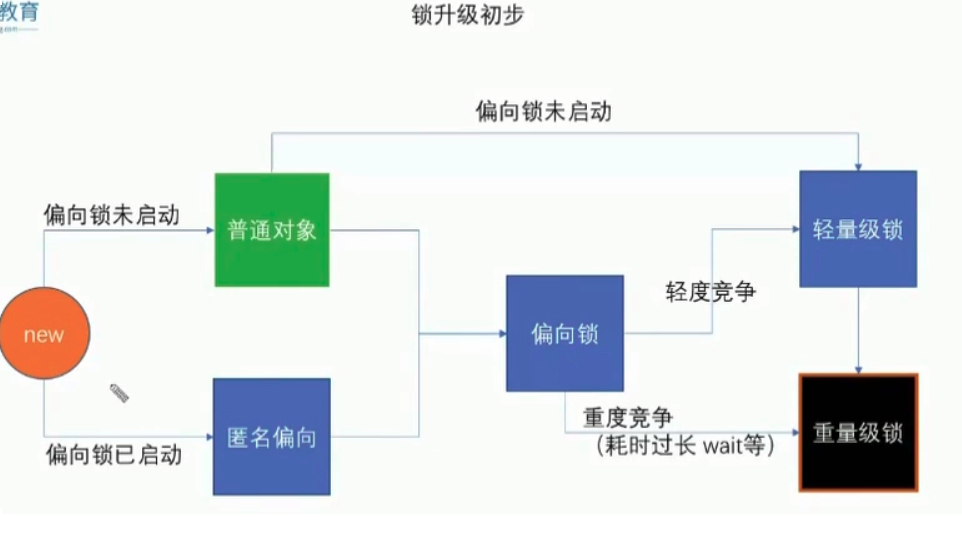 教育
锁升级初步
偏向锁未启动
偏向锁未启动
普通对象
轻量级锁
轻度竞争
new
偏向锁
匿名偏向
重度竞争
（耗时过长 wait等）
重量级锁
偏向锁已启动